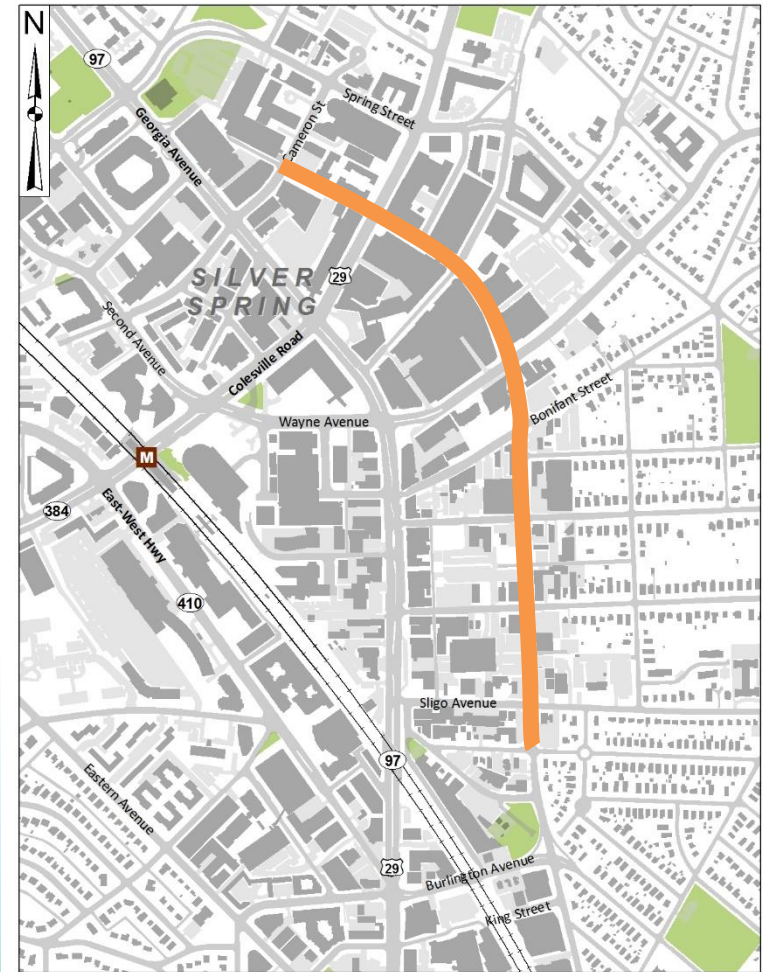 N
97
Georgia Avenue
Cameron St
Spring Street
SILVER
SPRING
29
Second Avenue
Colesville Road
Wayne Avenue
Bonifant Street
M
384
East-West Hwy
410
Sligo Avenue
97
Eastern Avenue
29
Burlington Avenue
King Street